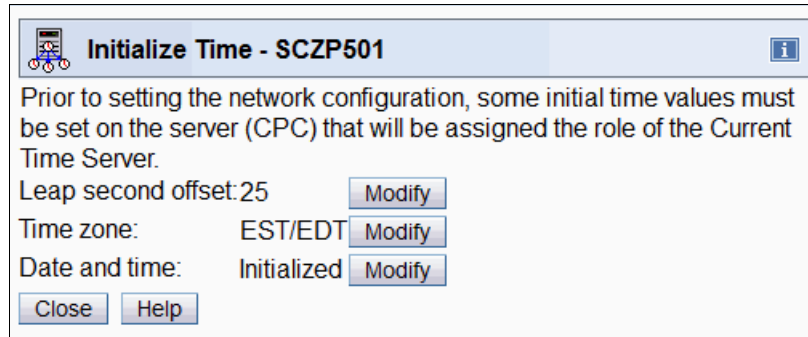 Initialize Time - SCZP501
i
Prior to setting the network configuration, some initial time values must
be set on the server (CPC) that will be assigned the role of the Current
Time Server.
Leap second offset: 25 Modify
Time zone: EST/EDT Modify
Date and time: Initialized Modify
Close Help